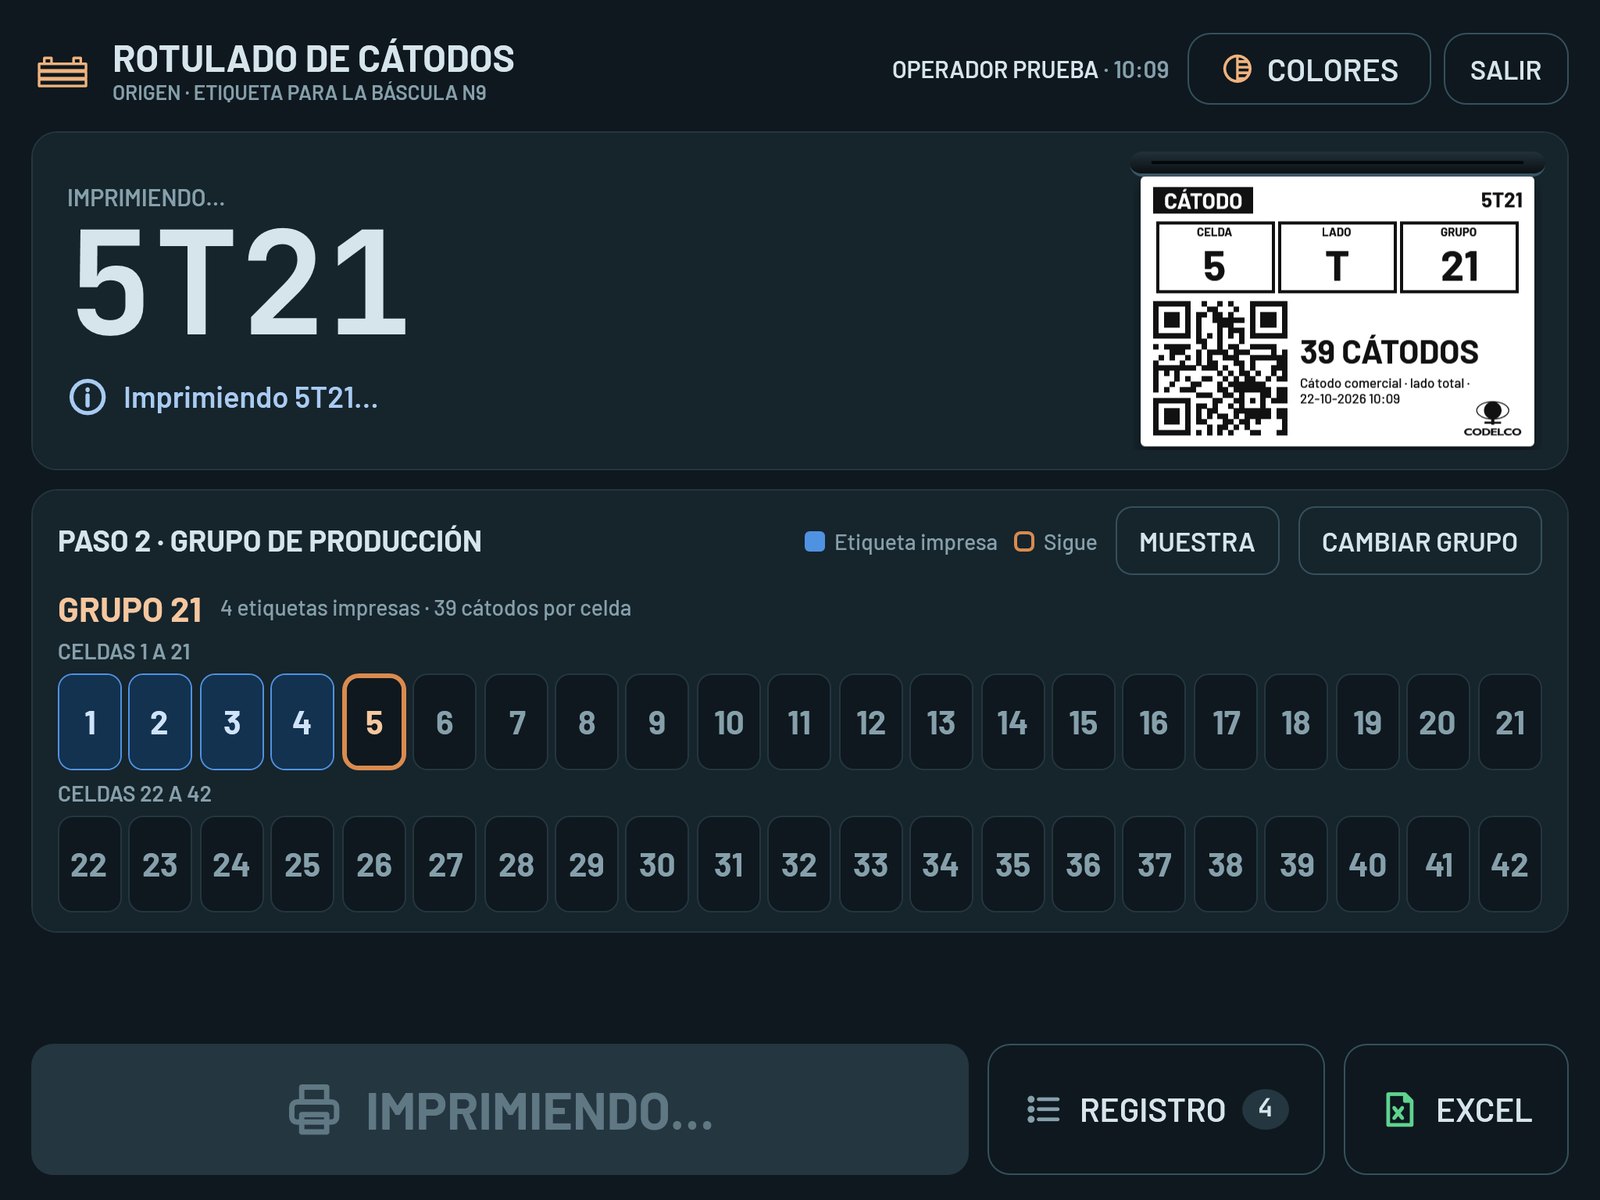 ROTULADO DE CÁTODOS
ORIGEN · ETIQUETA PARA LA BÁSCULA N9
OPERADOR PRUEBA · 10:09
COLORES
SALIR
IMPRIMIENDO...
5T21
Imprimiendo 5T21...
CÁTODO
5T21
CELDA
LADO
GRUPO
5
T
21
39 CÁTODOS
Cátodo comercial · lado total ·
22-10-2026 10:09
CODELCO
PASO 2 · GRUPO DE PRODUCCIÓN
Etiqueta impresa
Sigue
MUESTRA
CAMBIAR GRUPO
GRUPO 21
4 etiquetas impresas · 39 cátodos por celda
CELDAS 1 A 21
1 2 3 4 5 6 7 8 9 10 11 12 13 14 15 16 17 18 19 20 21
CELDAS 22 A 42
22 23 24 25 26 27 28 29 30 31 32 33 34 35 36 37 38 39 40 41 42
IMPRIMIENDO...
REGISTRO 4
EXCEL